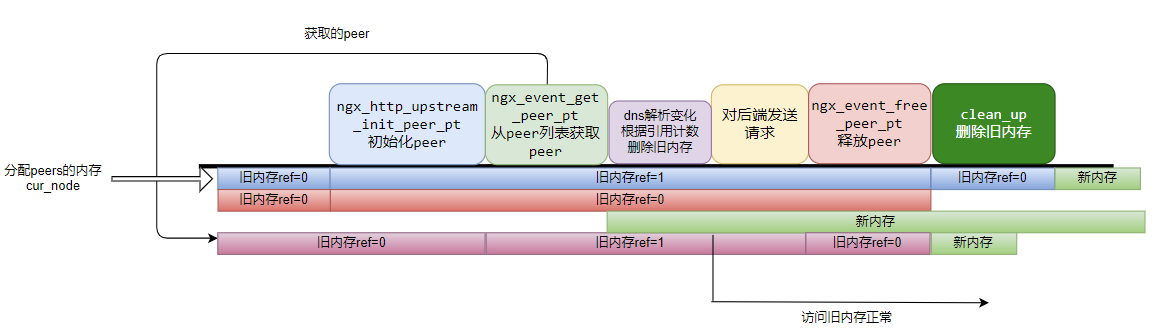 获取的peer
ngx_http_upstream
_init_peer_pt
初始化peer
ngx_event_get
_peer_pt
从peer列表获取
peer
dns解析变化
根据引用计数
删除旧内存
对后端发送
请求
ngx_event_free
_peer_pt
释放peer
clean_up
删除旧内存
分配peers的内存
cur_node
旧内存ref=0
旧内存ref=1
旧内存ref=0
新内存
旧内存ref=0
旧内存ref=0
新内存
旧内存ref=0
旧内存ref=1
旧内存ref=0
新内存
访问旧内存正常